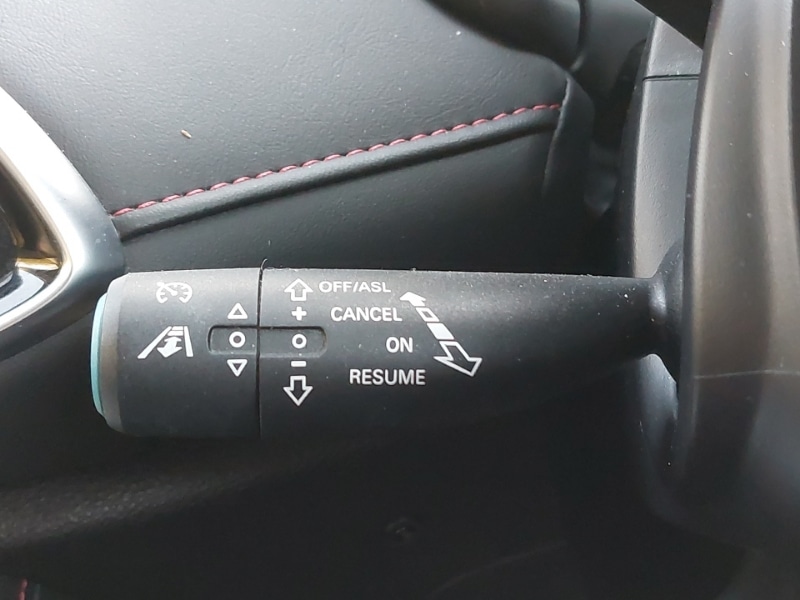 OFF/ASL
+ CANCEL
ON
−
RESUME